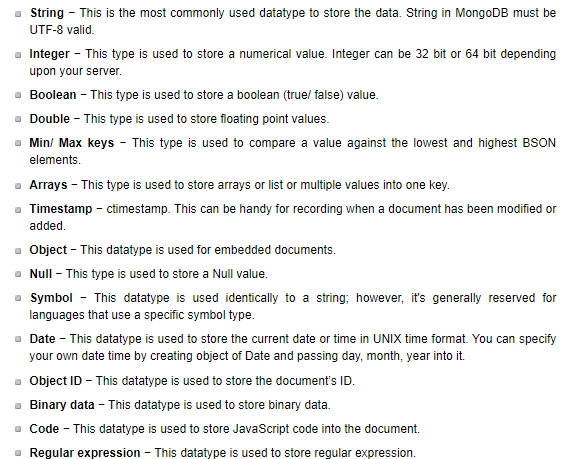 String − This is the most commonly used datatype to store the data. String in MongoDB must be
UTF-8 valid.
Integer − This type is used to store a numerical value. Integer can be 32 bit or 64 bit depending
upon your server.
Boolean − This type is used to store a boolean (true/ false) value.
Double − This type is used to store floating point values.
Min/ Max keys − This type is used to compare a value against the lowest and highest BSON
elements.
Arrays − This type is used to store arrays or list or multiple values into one key.
Timestamp − ctimestamp. This can be handy for recording when a document has been modified or
added.
Object − This datatype is used for embedded documents.
Null − This type is used to store a Null value.
Symbol − This datatype is used identically to a string; however, it's generally reserved for
languages that use a specific symbol type.
Date − This datatype is used to store the current date or time in UNIX time format. You can specify
your own date time by creating object of Date and passing day, month, year into it.
Object ID − This datatype is used to store the document’s ID.
Binary data − This datatype is used to store binary data.
Code − This datatype is used to store JavaScript code into the document.
Regular expression − This datatype is used to store regular expression.